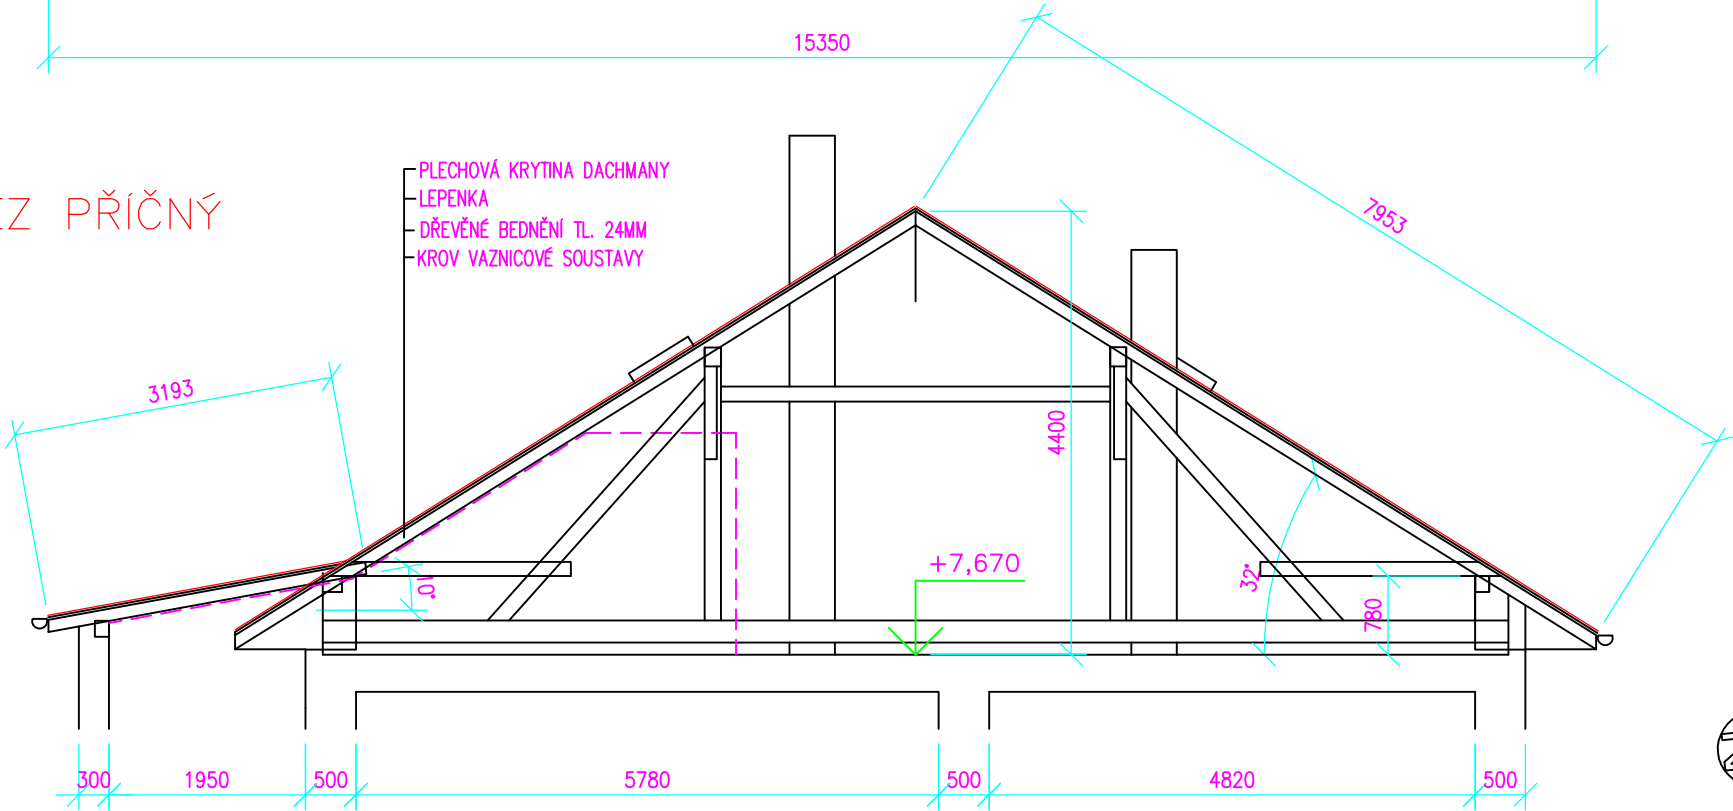 15350
7953
PLECHOVÁ KRYTINA DACHMANY
LEPENKA
DŘEVĚNÉ BEDNĚNÍ TL. 24MM
KROV VAZNICOVÉ SOUSTAVY
EZ PŘÍČNÝ
3193
4400
+7,670
10°
32°
780
300 1950 500 5780 500 4820 500